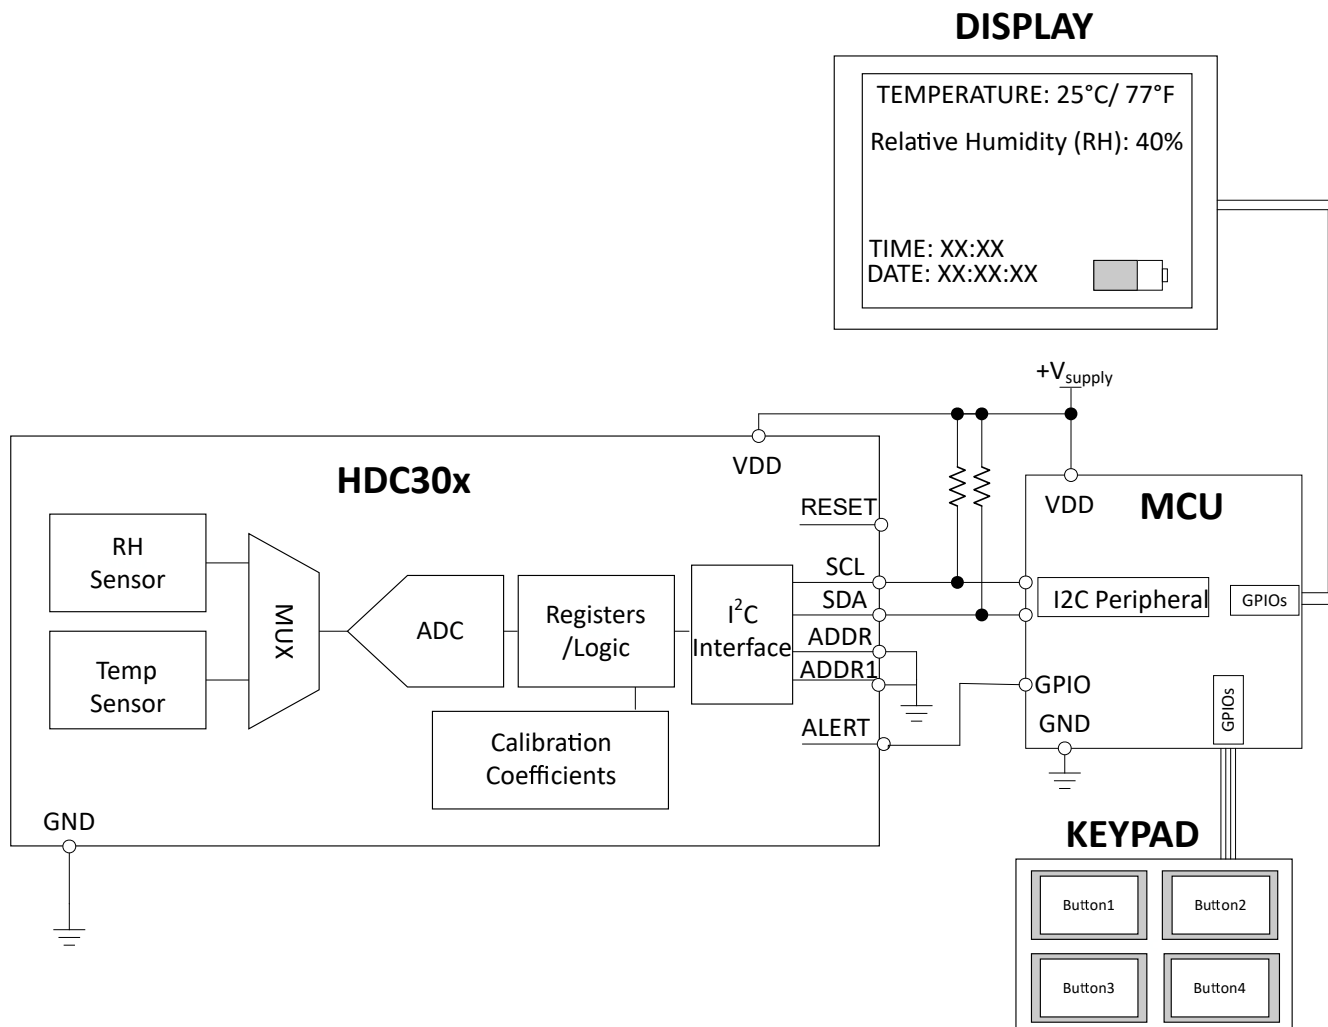 DISPLAY
TEMPERATURE: 25°C/ 77°F
Relative Humidity (RH): 40%
TIME: XX:XX
DATE: XX:XX:XX
+Vsupply
HDC30x
VDD
RESET
SCL
SDA
ADDR
ADDR1
ALERT
GND
RH
Sensor
Temp
Sensor
MUX
ADC
Registers
/Logic
I²C
Interface
Calibration
Coefficients
MCU
VDD
I2C Peripheral
GPIOs
GPIO
GND
GPIOs
KEYPAD
Button1
Button2
Button3
Button4